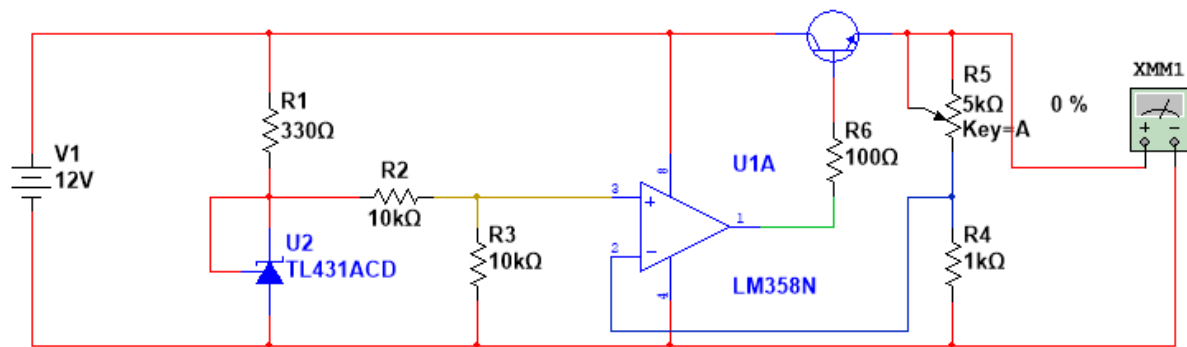 V1
12V
R1
330Ω
U2
TL431ACD
R2
10kΩ
R3
10kΩ
U1A
3
2
8
4
1
LM358N
R6
100Ω
R5
5kΩ
Key=A
0 %
R4
1kΩ
XMM1